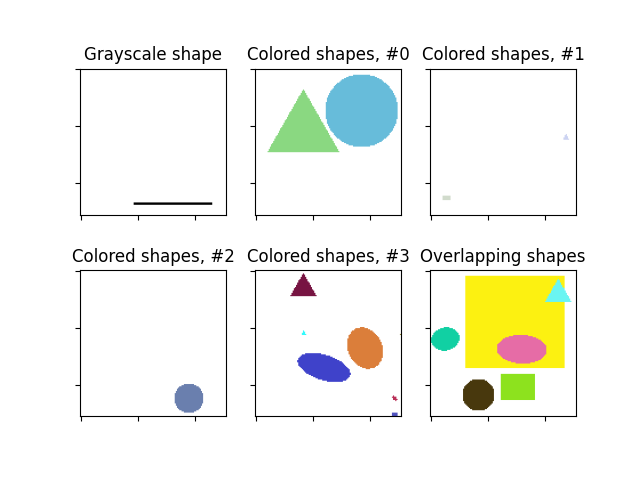 Grayscale shape
Colored shapes, #0
Colored shapes, #1
Colored shapes, #2
Colored shapes, #3
Overlapping shapes